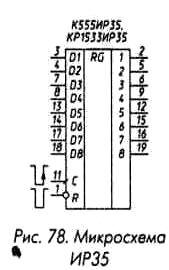 К555ИР35,
КР1533ИР35
3 D1 RG 1 2
4 D2 2 5
7 D3 3 6
8 D4 4 9
13 D5 5 12
14 D6 6 15
17 D7 7 16
18 D8 8 19
11 C
1 R
Рис. 78. Микросхема
ИР35